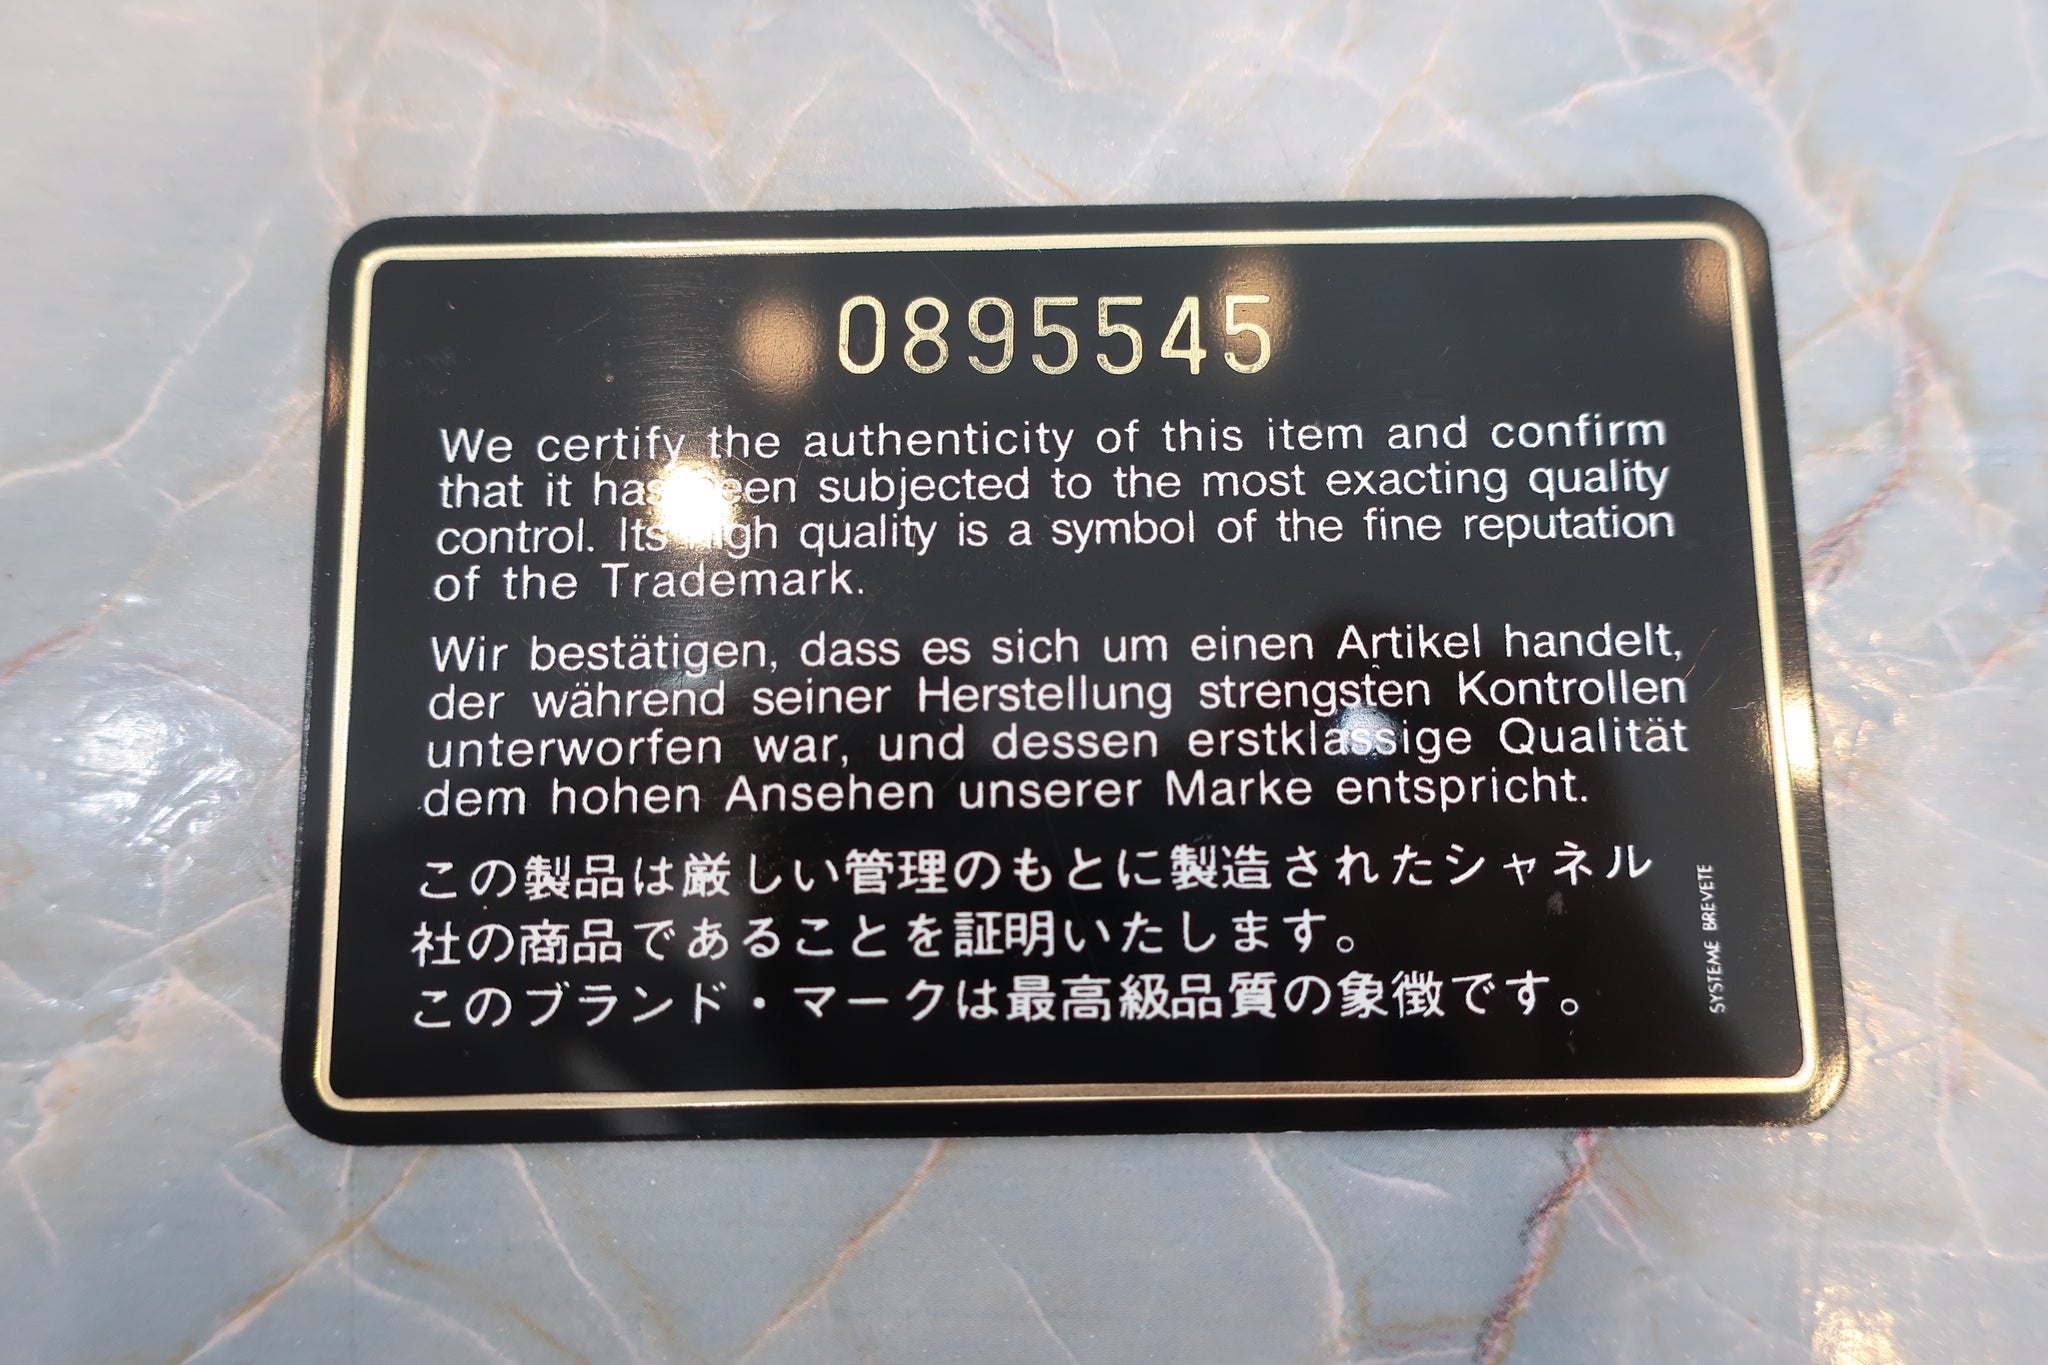 0895545
We certify the authenticity of this item and confirm
that it has been subjected to the most exacting quality
control. Its high quality is a symbol of the fine reputation
of the Trademark.
Wir bestätigen, dass es sich um einen Artikel handelt,
der während seiner Herstellung strengsten Kontrollen
unterworfen war, und dessen erstklassige Qualität
dem hohen Ansehen unserer Marke entspricht.
この製品は厳しい管理のもとに製造されたシャネル
社の商品であることを証明いたします。
このブランド・マークは最高級品質の象徴です。
SYSTEME BREVETE